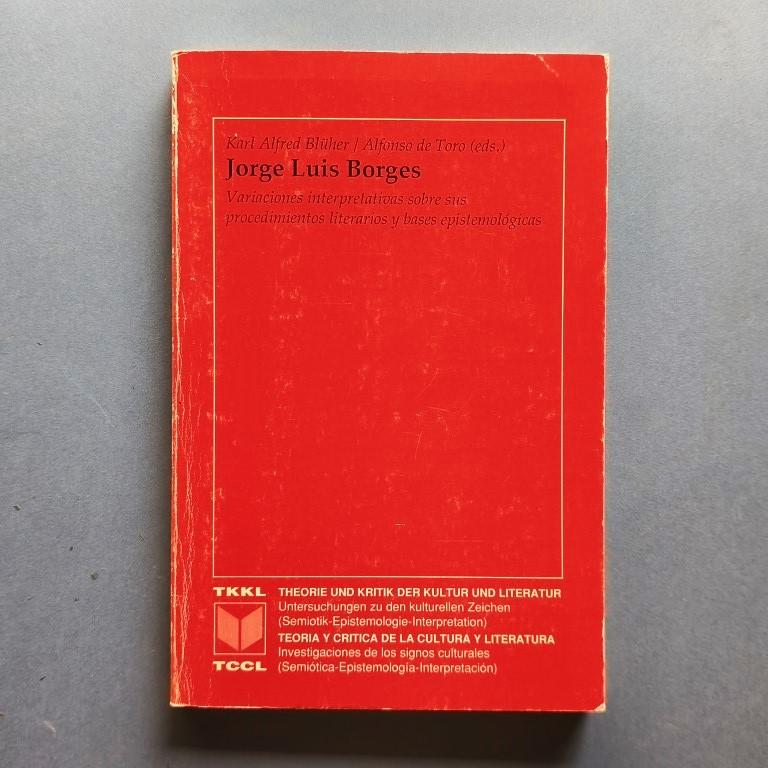 Karl Alfred Blüher / Alfonso de Toro (eds.)
Jorge Luis Borges
Variaciones interpretativas sobre sus
procedimientos literarios y bases epistemológicas
TKKL THEORIE UND KRITIK DER KULTUR UND LITERATUR
Untersuchungen zu den kulturellen Zeichen
(Semiotik-Epistemologie-Interpretation)
TEORIA Y CRITICA DE LA CULTURA Y LITERATURA
Investigaciones de los signos culturales
TCCL (Semiótica-Epistemología-Interpretación)